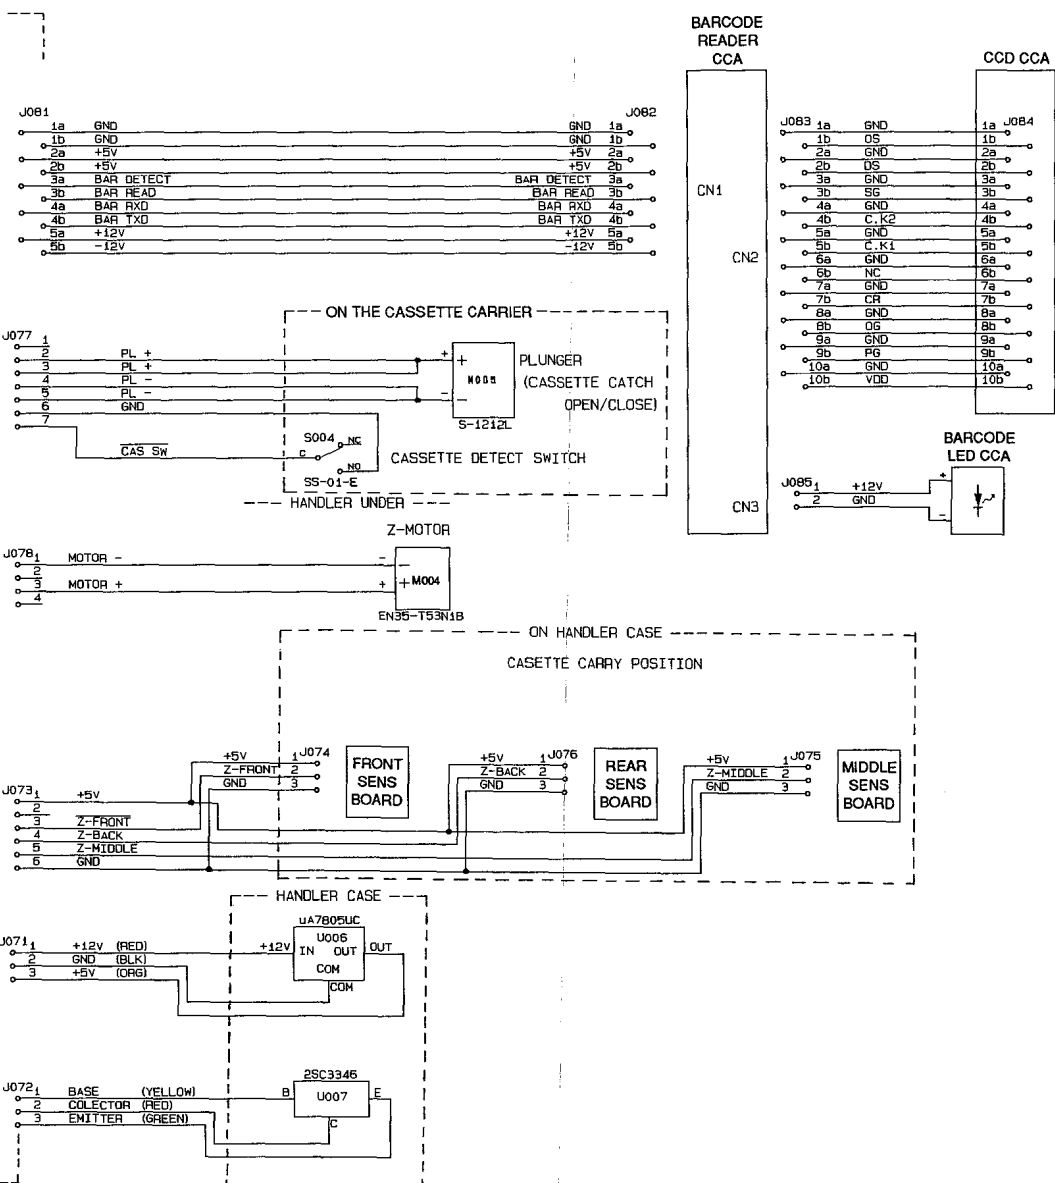 BARCODE
READER
CCA
CCD CCA
J081
J082
1a GND GND 1a
1b GND GND 1b
2a +5V +5V 2a
2b +5V +5V 2b
3a BAR DETECT BAR DETECT 3a
3b BAR READ BAR READ 3b
4a BAR RXD BAR RXD 4a
4b BAR TXD BAR TXD 4b
5a +12V +12V 5a
5b -12V -12V 5b
CN1
CN2
CN3
J083 1a GND 1a J084
1b OS 1b
2a GND 2a
2b DS 2b
3a GND 3a
3b SG 3b
4a GND 4a
4b C.K2 4b
5a GND 5a
5b C.K1 5b
6a GND 6a
6b NC 6b
7a GND 7a
7b CR 7b
8a GND 8a
8b OG 8b
9a GND 9a
9b PG 9b
10a GND 10a
10b VDD 10b
ON THE CASSETTE CARRIER
J077
1
2 PL +
3 PL +
4 PL -
5 PL -
6 GND
7
CAS SW
+ +
M005
- -
S-1212L
PLUNGER
(CASSETTE CATCH
OPEN/CLOSE)
S004 NC
C
NO
SS-01-E
CASSETTE DETECT SWITCH
HANDLER UNDER
BARCODE
LED CCA
J085 1 +12V +
2 GND -
Z-MOTOR
J078 1 MOTOR - - -
2
3 MOTOR + + + M004
4
EN35-T53N1B
ON HANDLER CASE
CASETTE CARRY POSITION
+5V 1 J074
Z-FRONT 2
GND 3
FRONT
SENS
BOARD
+5V 1 J076
Z-BACK 2
GND 3
REAR
SENS
BOARD
+5V 1 J075
Z-MIDDLE 2
GND 3
MIDDLE
SENS
BOARD
J073 1 +5V
2
3 Z-FRONT
4 Z-BACK
5 Z-MIDDLE
6 GND
HANDLER CASE
uA7805UC
J071 1 +12V (RED) +12V IN U006 OUT OUT
2 GND (BLK) COM
3 +5V (ORG) COM
2SC3346
J072 1 BASE (YELLOW) B U007 E
2 COLECTOR (RED) C
3 EMITTER (GREEN)